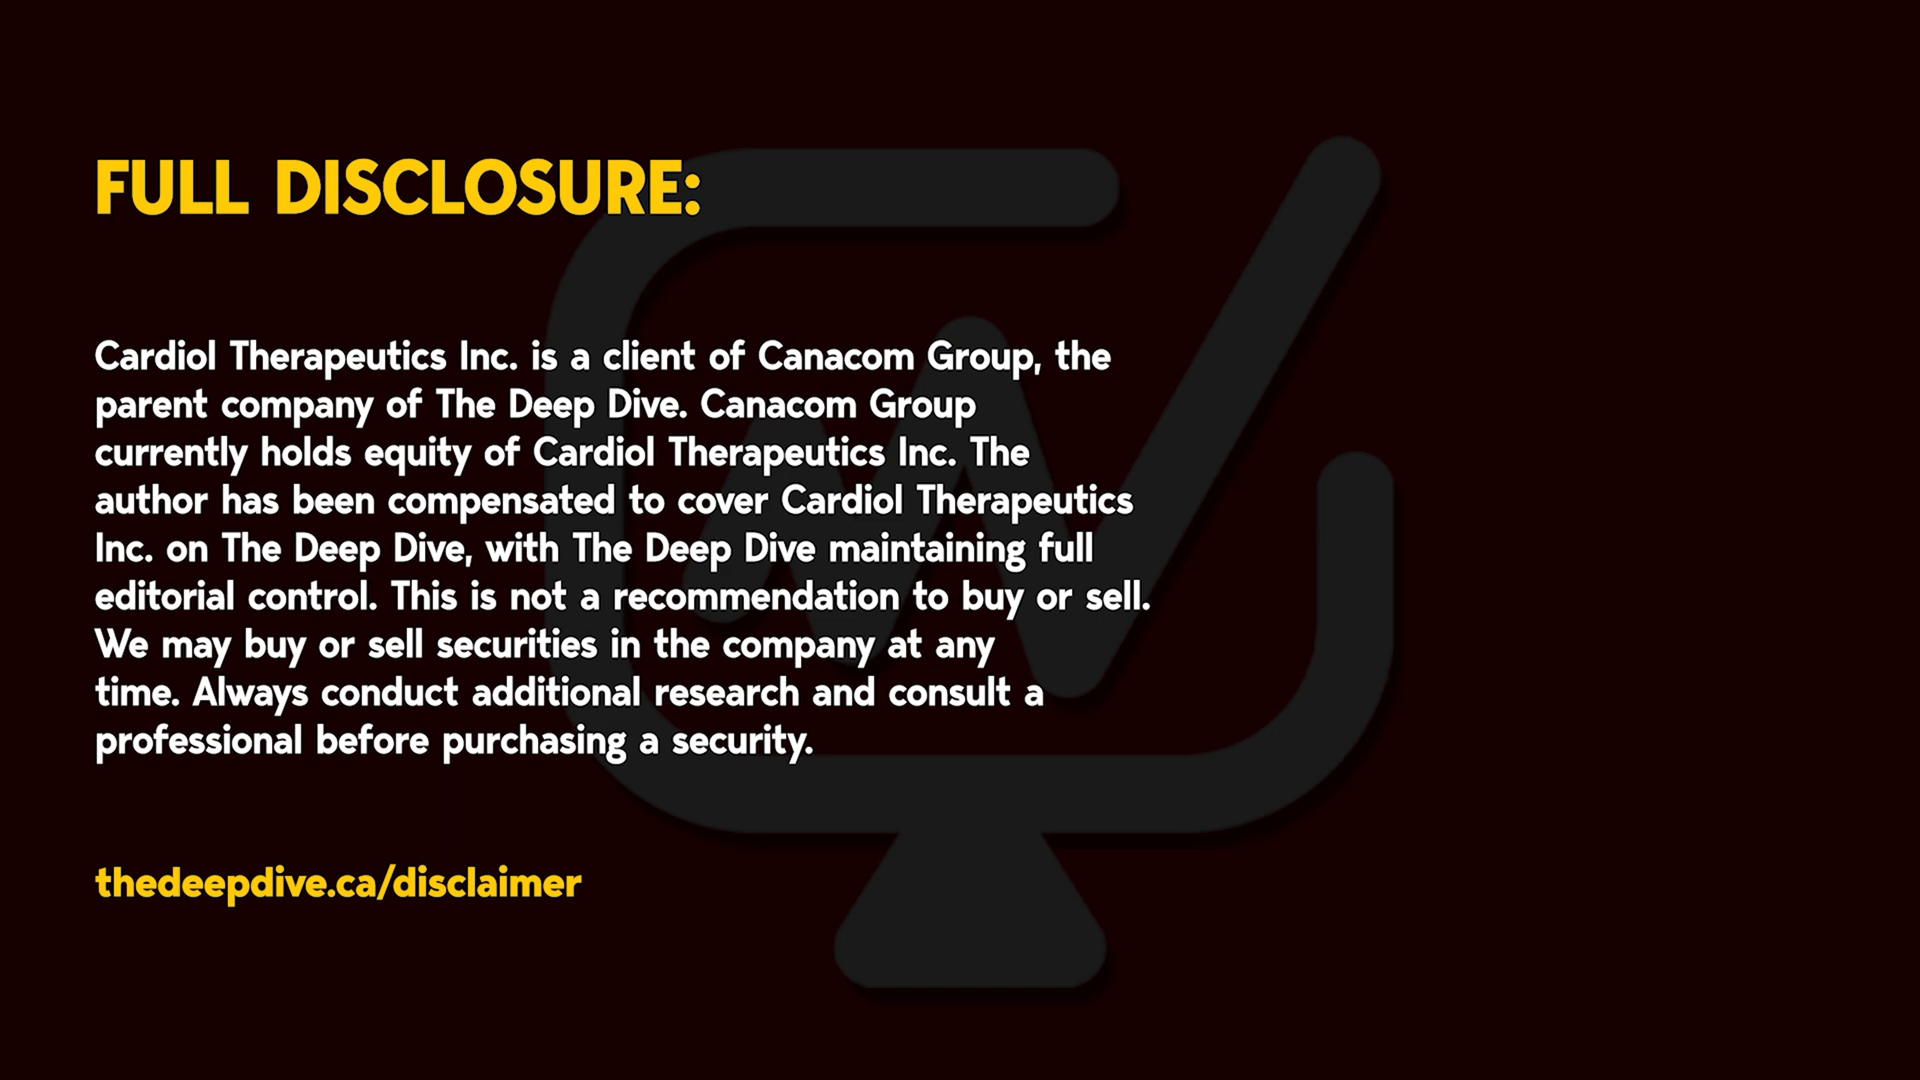 FULL DISCLOSURE:
Cardiol Therapeutics Inc. is a client of Canacom Group, the
parent company of The Deep Dive. Canacom Group
currently holds equity of Cardiol Therapeutics Inc. The
author has been compensated to cover Cardiol Therapeutics
Inc. on The Deep Dive, with The Deep Dive maintaining full
editorial control. This is not a recommendation to buy or sell.
We may buy or sell securities in the company at any
time. Always conduct additional research and consult a
professional before purchasing a security.
thedeepdive.ca/disclaimer